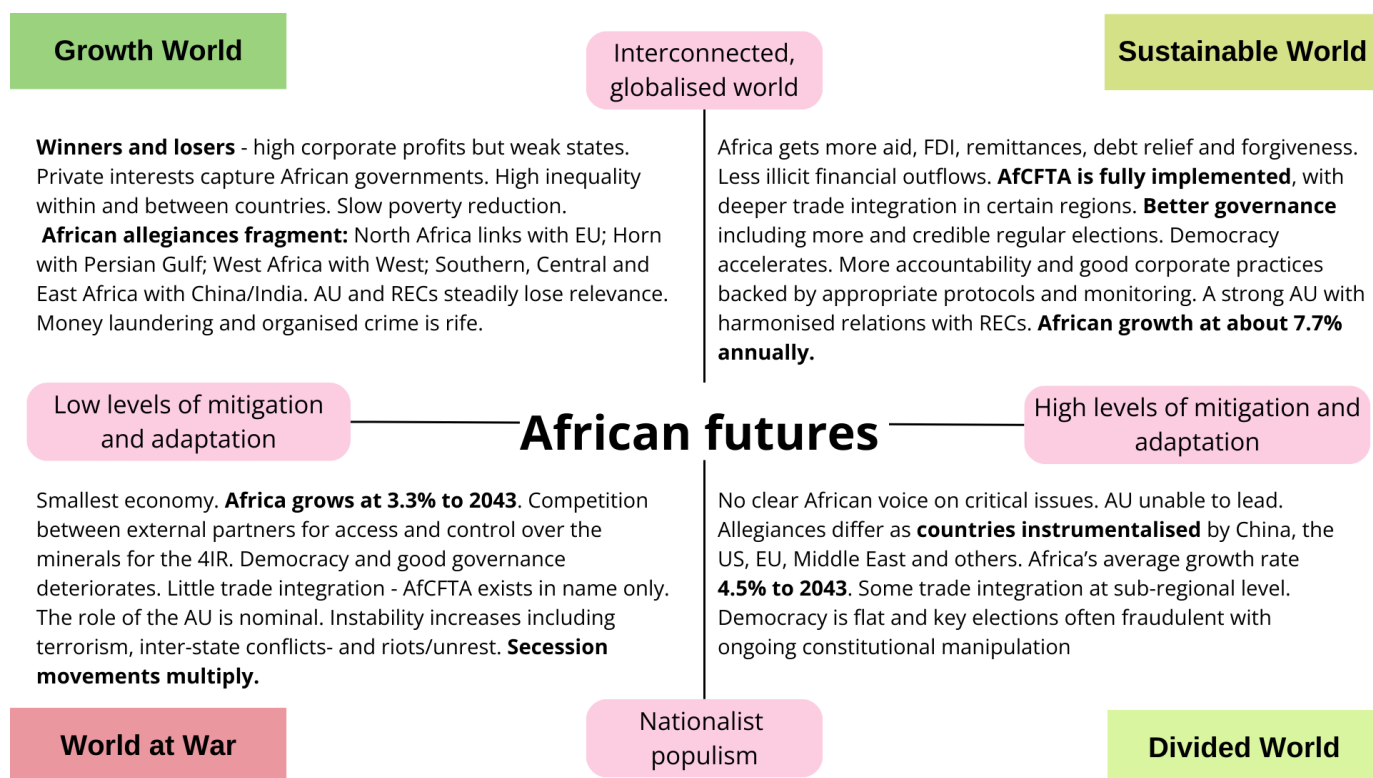 Growth World
Interconnected,
globalised world
Sustainable World
Winners and losers - high corporate profits but weak states.
Private interests capture African governments. High inequality
within and between countries. Slow poverty reduction.
African allegiances fragment: North Africa links with EU; Horn
with Persian Gulf; West Africa with West; Southern, Central and
East Africa with China/India. AU and RECs steadily lose relevance.
Money laundering and organised crime is rife.
Africa gets more aid, FDI, remittances, debt relief and forgiveness.
Less illicit financial outflows. AfCFTA is fully implemented, with
deeper trade integration in certain regions. Better governance
including more and credible regular elections. Democracy
accelerates. More accountability and good corporate practices
backed by appropriate protocols and monitoring. A strong AU with
harmonised relations with RECs. African growth at about 7.7%
annually.
Low levels of mitigation
and adaptation
African futures
High levels of mitigation and
adaptation
Smallest economy. Africa grows at 3.3% to 2043. Competition
between external partners for access and control over the
minerals for the 4IR. Democracy and good governance
deteriorates. Little trade integration - AfCFTA exists in name only.
The role of the AU is nominal. Instability increases including
terrorism, inter-state conflicts- and riots/unrest. Secession
movements multiply.
No clear African voice on critical issues. AU unable to lead.
Allegiances differ as countries instrumentalised by China, the
US, EU, Middle East and others. Africa's average growth rate
4.5% to 2043. Some trade integration at sub-regional level.
Democracy is flat and key elections often fraudulent with
ongoing constitutional manipulation
World at War
Nationalist
populism
Divided World